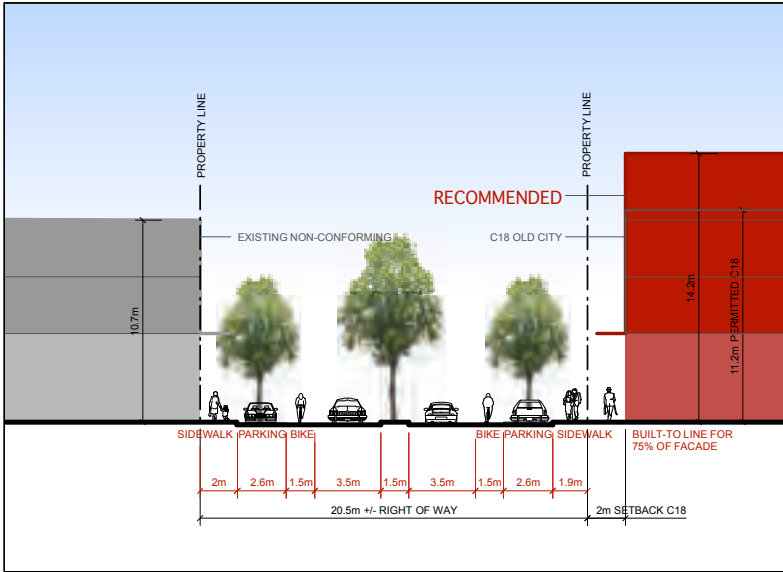 PROPERTY LINE
PROPERTY LINE
RECOMMENDED
EXISTING NON-CONFORMING
C18 OLD CITY
10.7m
14.2m
11.2m PERMITTED C18
SIDEWALK PARKING BIKE
BIKE PARKING SIDEWALK
BUILT-TO LINE FOR
75% OF FACADE
2m 2.6m 1.5m 3.5m 1.5m 3.5m 1.5m 2.6m 1.9m
20.5m +/- RIGHT OF WAY
2m SETBACK C18